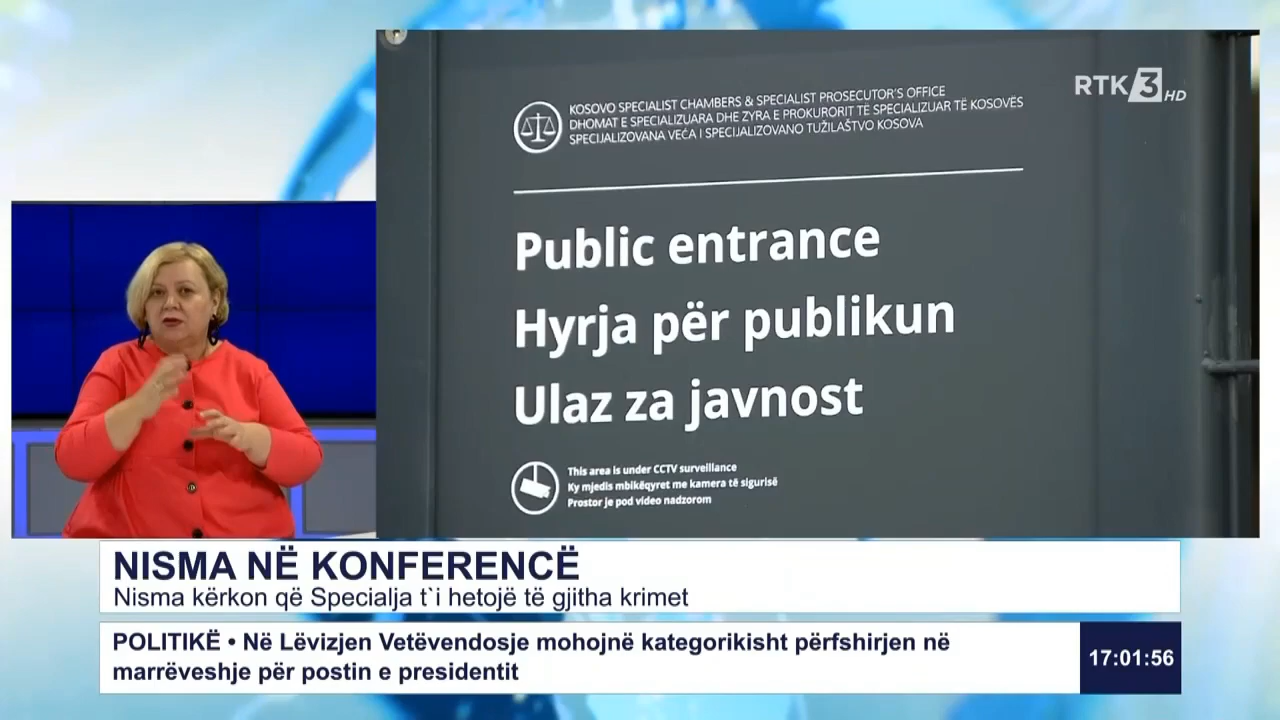 RTK 3 HD
KOSOVO SPECIALIST CHAMBERS & SPECIALIST PROSECUTOR'S OFFICE
DHOMAT E SPECIALIZUARA DHE ZYRA E PROKURORIT TË SPECIALIZUAR TË KOSOVËS
SPECIJALIZOVANA VEĆA I SPECIJALIZOVANO TUŽILAŠTVO KOSOVA
Public entrance
Hyrja për publikun
Ulaz za javnost
This area is under CCTV surveillance
Ky mjedis mbikëqyret me kamera të sigurisë
Prostor je pod video nadzorom
NISMA NË KONFERENCË
Nisma kërkon që Specialja t`i hetojë të gjitha krimet
POLITIKË • Në Lëvizjen Vetëvendosje mohojnë kategorikisht përfshirjen në
marrëveshje për postin e presidentit
17:01:56